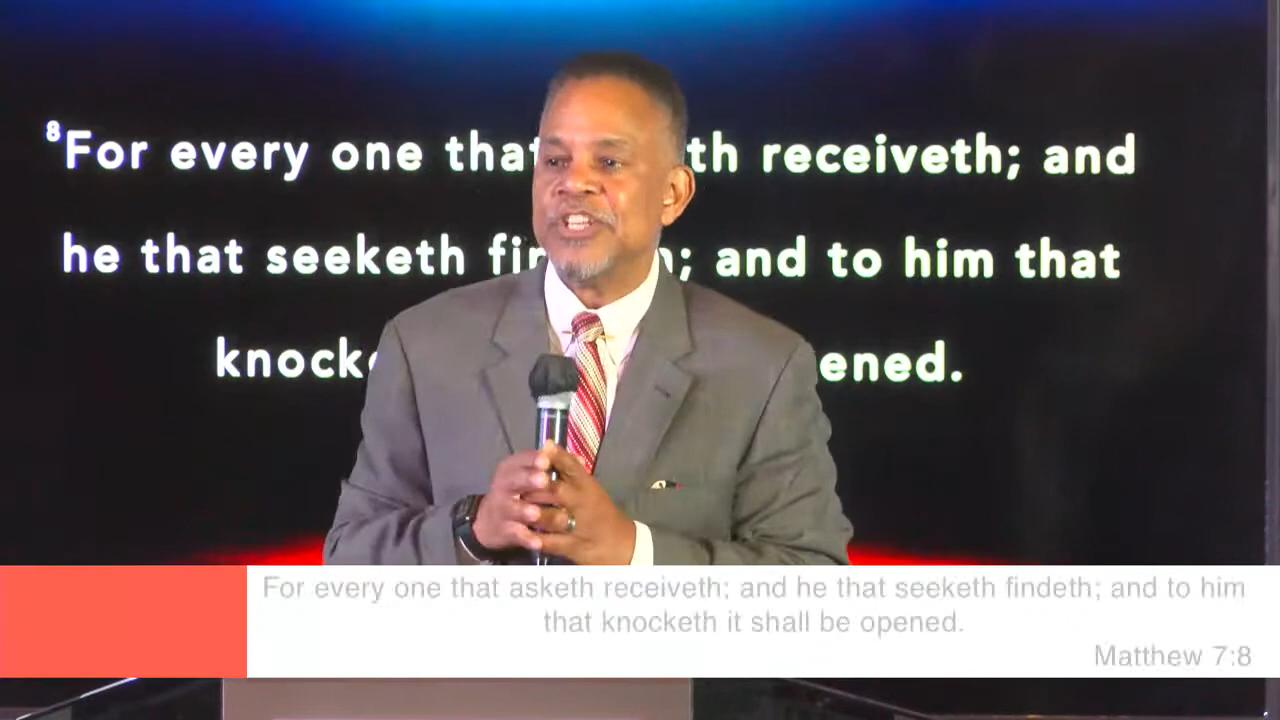 8For every one that th receiveth; and
he that seeketh fin ; and to him that
knock ened.
For every one that asketh receiveth; and he that seeketh findeth; and to him
that knocketh it shall be opened.
Matthew 7:8